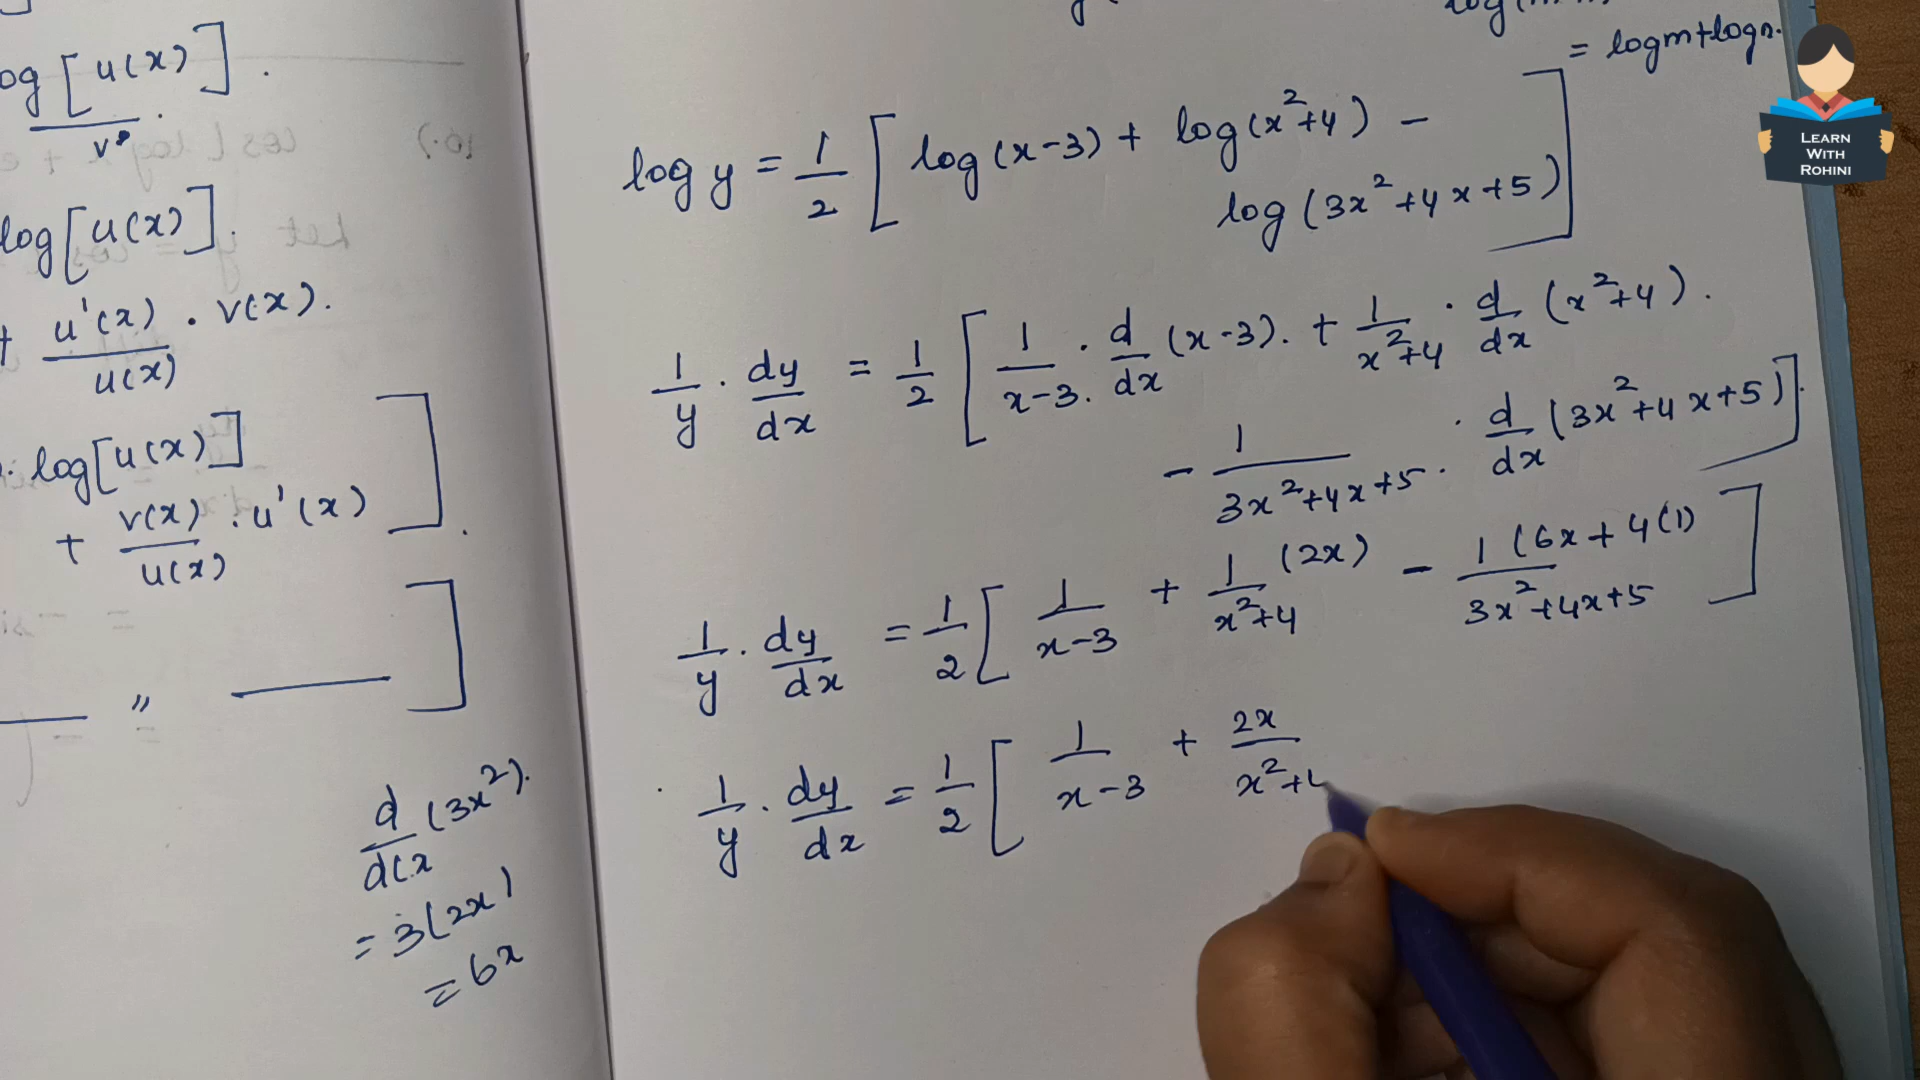 log [u(x)].
v
log[u(x)].
+ u'(x)/u(x) . v(x).
. log[u(x)]
+ v(x)/u(x) . u'(x) ] .
—— " —— ]
d/dx (3x²).
= 3(2x)
= 6x
= logm+logn.
log y = 1/2 [ log(x-3) + log(x²+4) -
log(3x²+4x+5) ]
1/y . dy/dx = 1/2 [ 1/x-3 . d/dx (x-3). + 1/x²+4 . d/dx (x²+4).
- 1/3x²+4x+5 . d/dx (3x²+4x+5) ].
1/y . dy/dx = 1/2 [ 1/x-3 + 1/x²+4 (2x) - 1(6x+4(1)/3x²+4x+5 ]
1/y . dy/dx = 1/2 [ 1/x-3 + 2x/x²+4
LEARN
WITH
ROHINI